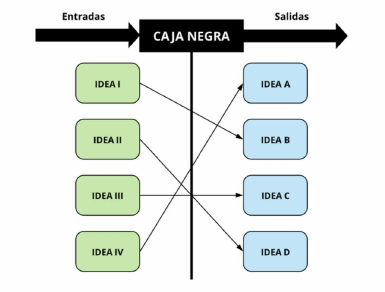 Entradas
Salidas
CAJA NEGRA
IDEA I
IDEA A
IDEA II
IDEA B
IDEA III
IDEA C
IDEA IV
IDEA D